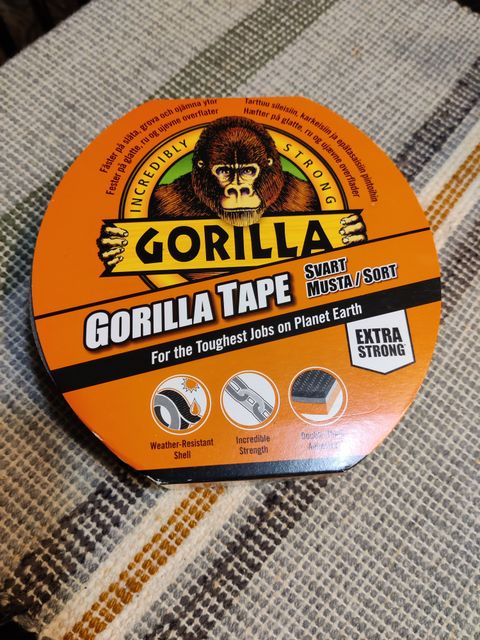 Fäster på släta, grova och ojämna ytor
Fester på glatte, ru og ujevne overflater
Tarttuu sileisiin, karkeisiin ja epätasaisiin pintoihin
Hæfter på glatte, ru og ujævne overflader
INCREDIBLY STRONG
GORILLA
GORILLA TAPE
SVART
MUSTA/SORT
For the Toughest Jobs on Planet Earth
EXTRA
STRONG
Weather-Resistant
Shell
Incredible
Strength